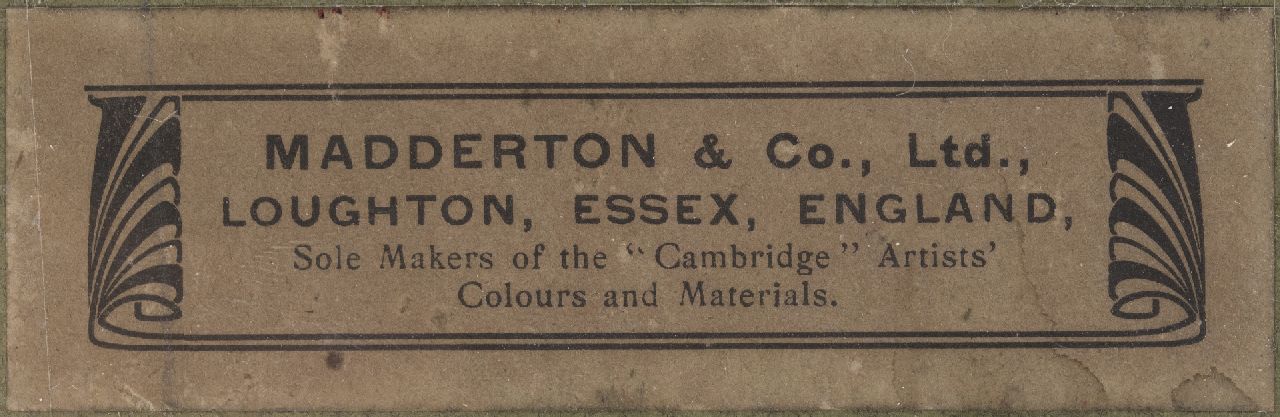 MADDERTON & Co., Ltd.,
LOUGHTON, ESSEX, ENGLAND,
Sole Makers of the "Cambridge" Artists'
Colours and Materials.